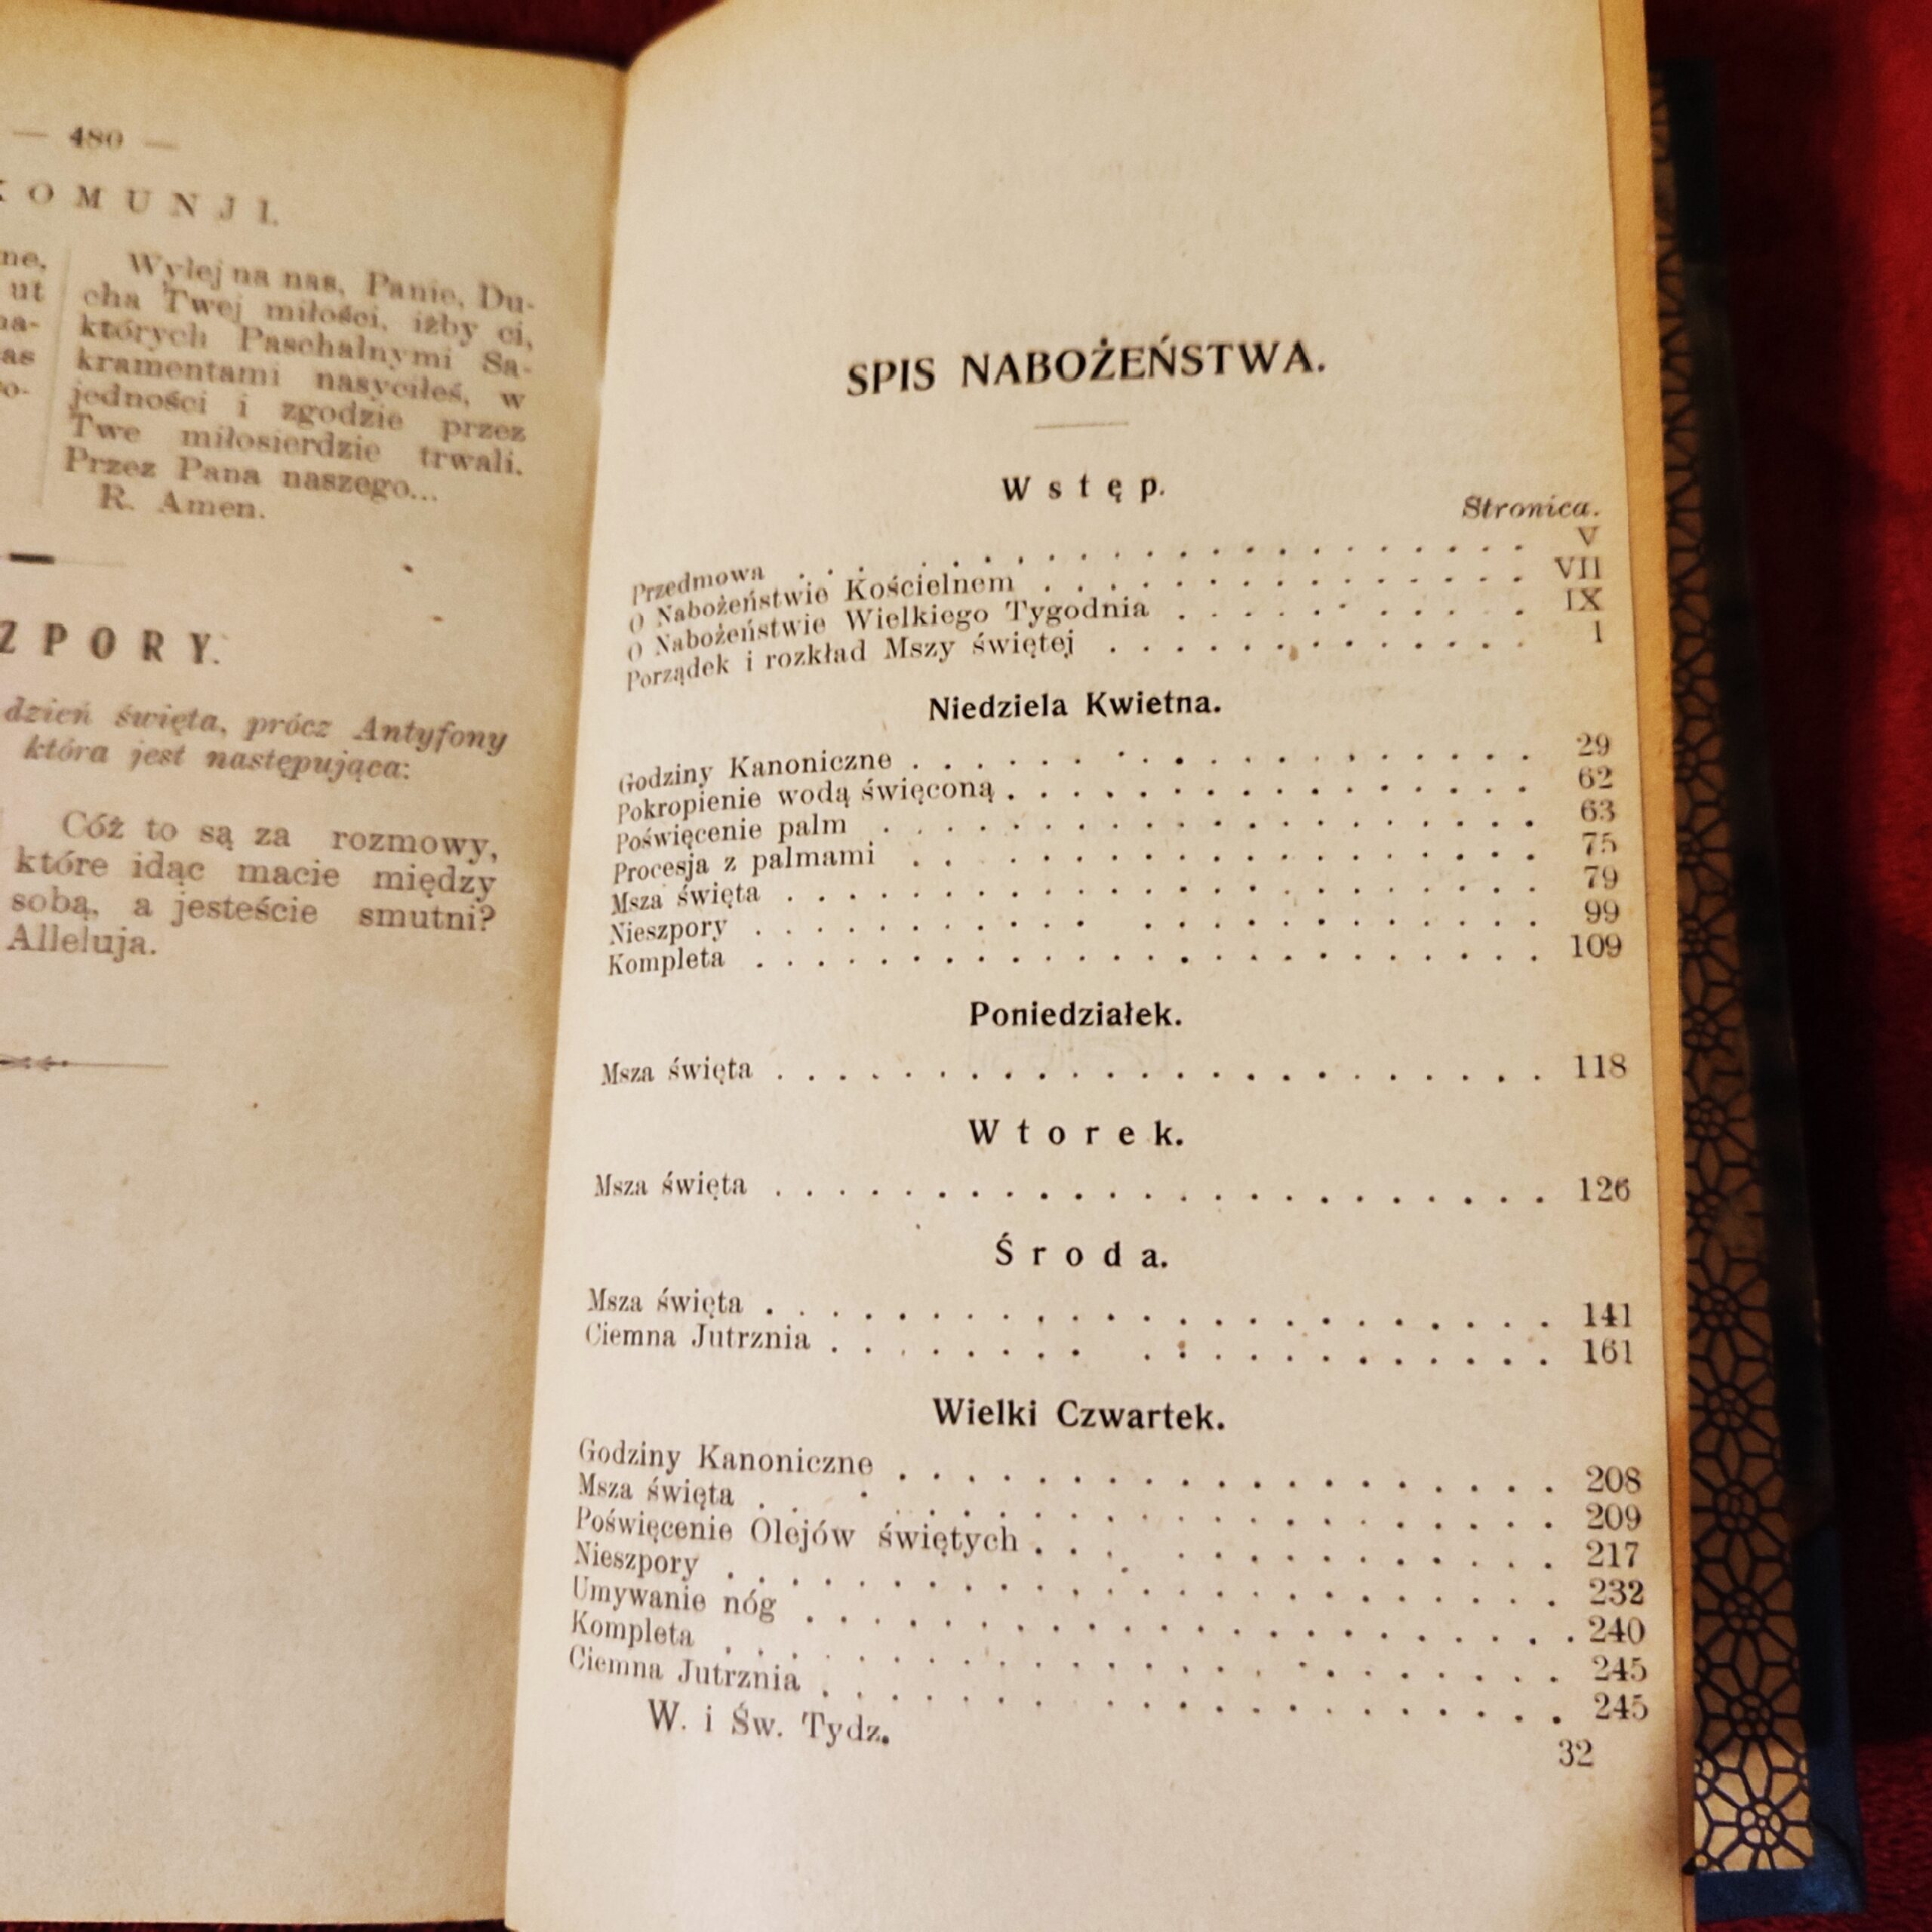 — 480 —
KOMUNJI.
ne,
ut
na-
as
o-
Wylej na nas, Panie, Du-
cha Twej miłości, iżby ci,
których Paschalnymi Sa-
kramentami nasyciłeś, w
jedności i zgodzie przez
Twe miłosierdzie trwali.
Przez Pana naszego...
R. Amen.
ZPORY.
dzień święta, prócz Antyfony
która jest następująca:
Cóż to są za rozmowy,
które idąc macie między
sobą, a jesteście smutni?
Alleluja.
SPIS NABOŻEŃSTWA.
Wstęp.
Stronica.
Przedmowa . . . . . V
O Nabożeństwie Kościelnem . . . . . VII
O Nabożeństwie Wielkiego Tygodnia . . . . . IX
Porządek i rozkład Mszy świętej . . . . . 1
Niedziela Kwietna.
Godziny Kanoniczne . . . . . 29
Pokropienie wodą święconą . . . . . 62
Poświęcenie palm . . . . . 63
Procesja z palmami . . . . . 75
Msza święta . . . . . 79
Nieszpory . . . . . 99
Kompleta . . . . . 109
Poniedziałek.
Msza święta . . . . . 118
Wtorek.
Msza święta . . . . . 126
Środa.
Msza święta . . . . . 141
Ciemna Jutrznia . . . . . 161
Wielki Czwartek.
Godziny Kanoniczne . . . . . 208
Msza święta . . . . . 209
Poświęcenie Olejów świętych . . . . . 217
Nieszpory . . . . . 232
Umywanie nóg . . . . . 240
Kompleta . . . . . 245
Ciemna Jutrznia . . . . . 245
W. i Św. Tydz. 32